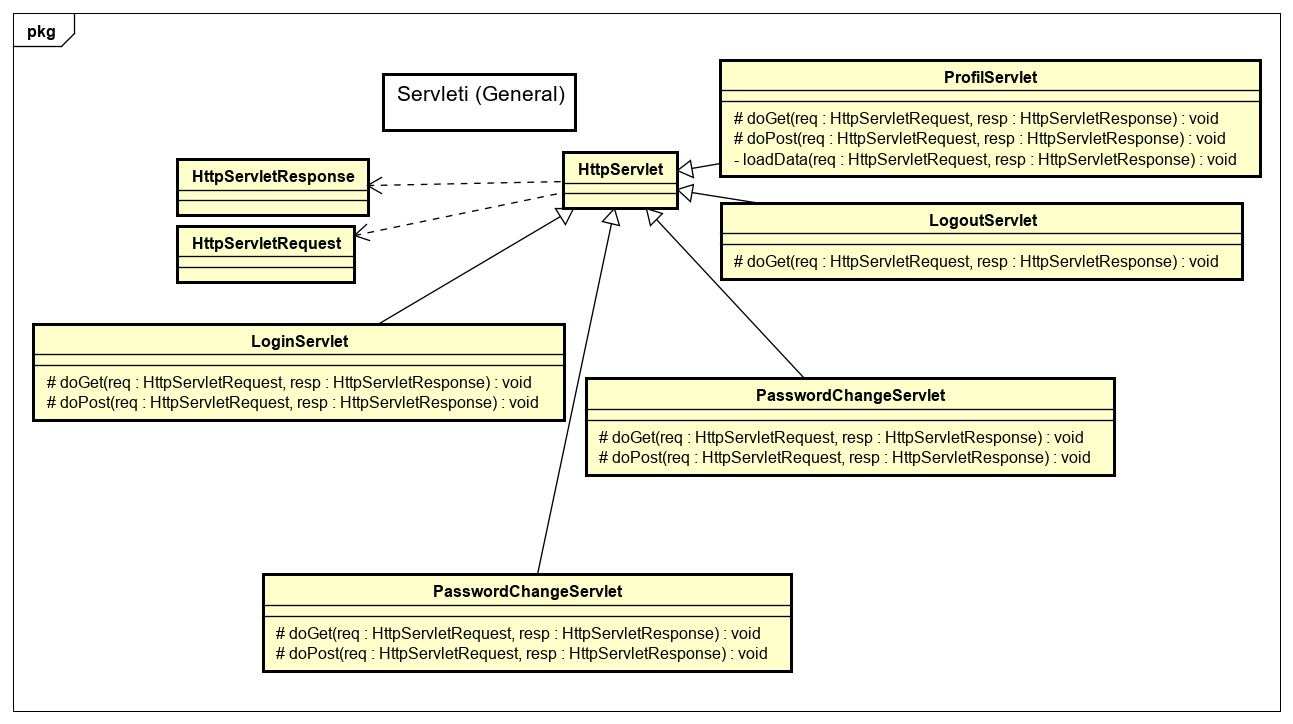 pkg
Servleti (General)
ProfilServlet
# doGet(req : HttpServletRequest, resp : HttpServletResponse) : void
# doPost(req : HttpServletRequest, resp : HttpServletResponse) : void
- loadData(req : HttpServletRequest, resp : HttpServletResponse) : void
HttpServletResponse
HttpServlet
HttpServletRequest
LogoutServlet
# doGet(req : HttpServletRequest, resp : HttpServletResponse) : void
LoginServlet
# doGet(req : HttpServletRequest, resp : HttpServletResponse) : void
# doPost(req : HttpServletRequest, resp : HttpServletResponse) : void
PasswordChangeServlet
# doGet(req : HttpServletRequest, resp : HttpServletResponse) : void
# doPost(req : HttpServletRequest, resp : HttpServletResponse) : void
PasswordChangeServlet
# doGet(req : HttpServletRequest, resp : HttpServletResponse) : void
# doPost(req : HttpServletRequest, resp : HttpServletResponse) : void